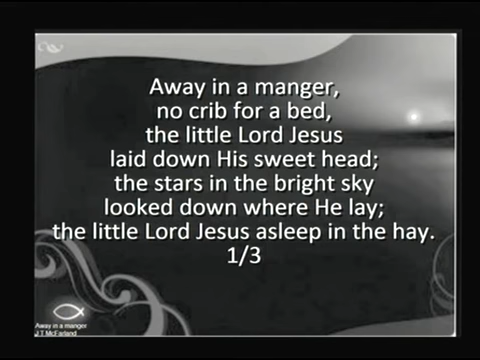 Away in a manger,
no crib for a bed,
the little Lord Jesus
laid down His sweet head;
the stars in the bright sky
looked down where He lay;
the little Lord Jesus asleep in the hay.
1/3
Away in a manger
J.T McFarland